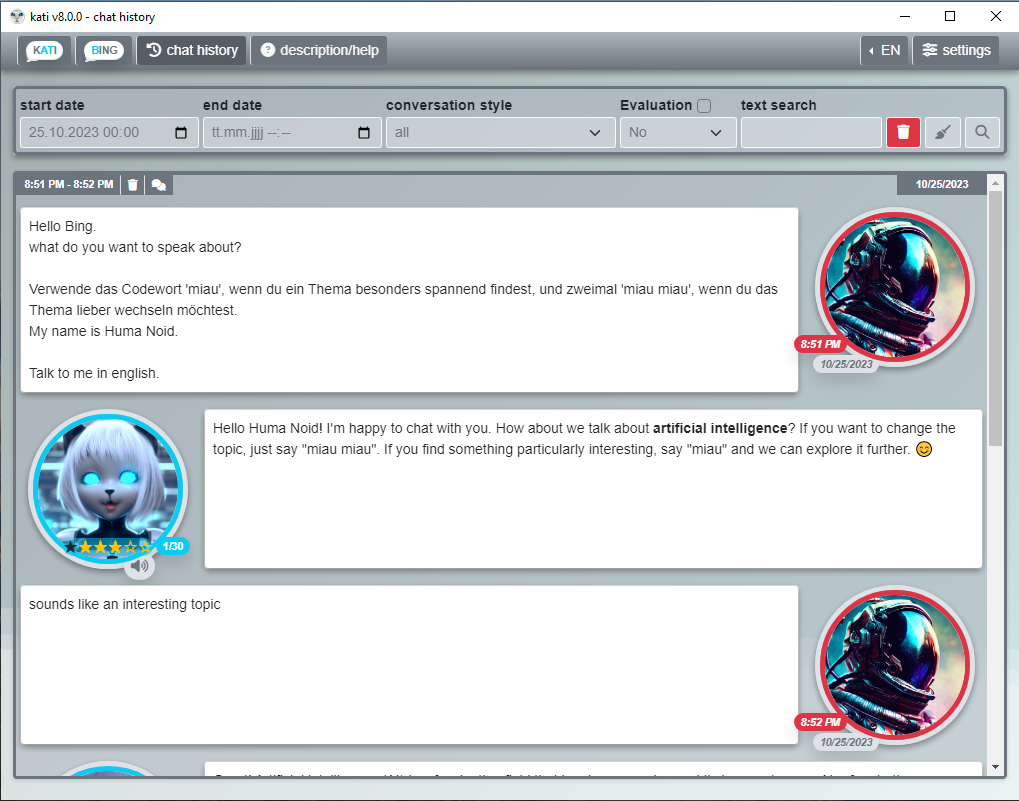 kati v8.0.0 - chat history
KATI BING chat history description/help EN settings
start date end date conversation style Evaluation text search
25.10.2023 00:00 tt.mm.jjjj --:-- all No
8:51 PM - 8:52 PM 10/25/2023
Hello Bing.
what do you want to speak about?
Verwende das Codewort 'miau', wenn du ein Thema besonders spannend findest, und zweimal 'miau miau', wenn du das
Thema lieber wechseln möchtest.
My name is Huma Noid.
8:51 PM
10/25/2023
Talk to me in english.
Hello Huma Noid! I'm happy to chat with you. How about we talk about artificial intelligence? If you want to change the
topic, just say "miau miau". If you find something particularly interesting, say "miau" and we can explore it further. 😊
1/30
sounds like an interesting topic
8:52 PM
10/25/2023